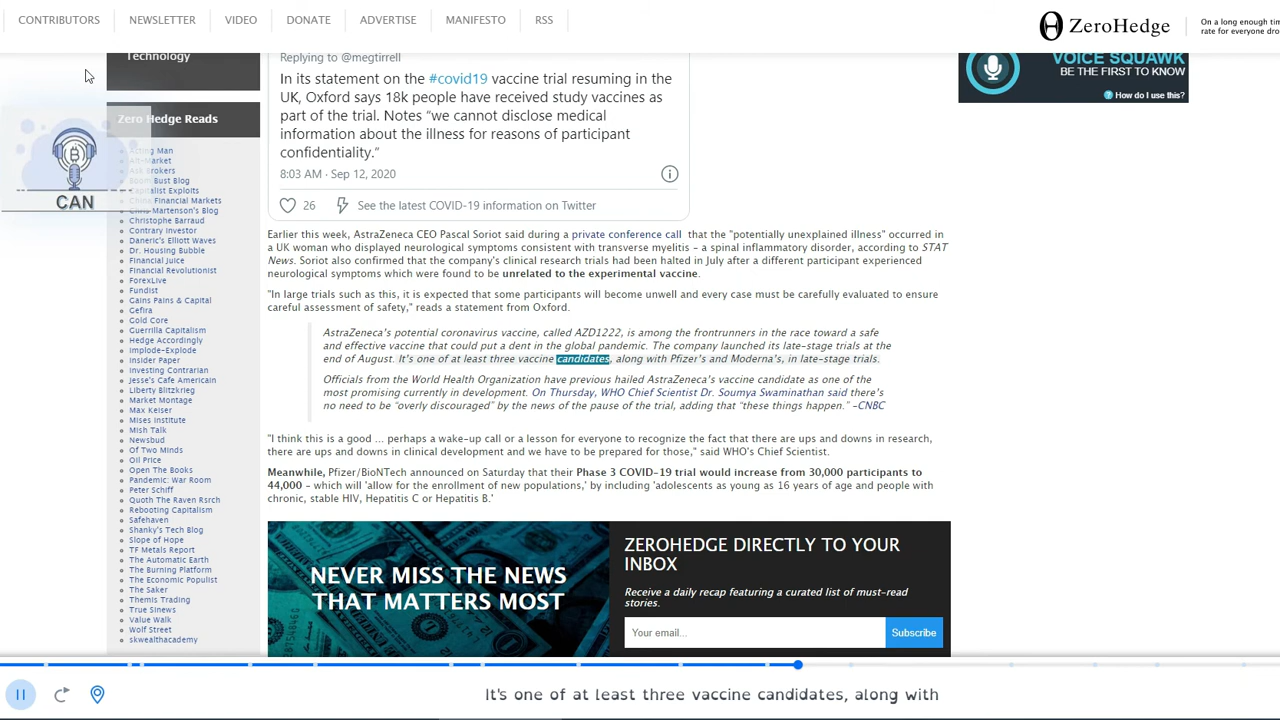 CONTRIBUTORS
NEWSLETTER
VIDEO
DONATE
ADVERTISE
MANIFESTO
RSS
ZeroHedge
On a long enough
rate for everyone
Technology
Zero Hedge Reads
Acting Man
Alt-Market
Boom Bust Blog
Capitalist Exploits
China Financial Markets
Chris Martenson's Blog
Christophe Barraud
Contrary Investor
Daneric's Elliott Waves
Dr. Housing Bubble
Financial Juice
Financial Revolutionist
ForexLive
Fundist
Gains Pains & Capital
Gefira
Gold Core
Guerrilla Capitalism
Hedge Accordingly
Implode-Explode
Insider Paper
Investing Contrarian
Jesse's Cafe Americain
Liberty Blitzkrieg
Market Montage
Max Keiser
Mises Institute
Mish Talk
Newsbud
Of Two Minds
Oil Price
Open The Books
Pandemic: War Room
Peter Schiff
Quoth The Raven Rsrch
Rebooting Capitalism
Safehaven
Shanky's Tech Blog
Slope of Hope
TF Metals Report
The Automatic Earth
The Burning Platform
The Economic Populist
The Saker
Themis Trading
True Sinews
Value Walk
Wolf Street
skwealthacademy
CAN
Replying to @megtirrell
In its statement on the #covid19 vaccine trial resuming in the
UK, Oxford says 18k people have received study vaccines as
part of the trial. Notes "we cannot disclose medical
information about the illness for reasons of participant
confidentiality."
8:03 AM · Sep 12, 2020
26
See the latest COVID-19 information on Twitter
Earlier this week, AstraZeneca CEO Pascal Soriot said during a private conference call that the "potentially unexplained illness" occurred in
a UK woman who displayed neurological symptoms consistent with transverse myelitis - a spinal inflammatory disorder, according to STAT
News. Soriot also confirmed that the company's clinical research trials had been halted in July after a different participant experienced
neurological symptoms which were found to be unrelated to the experimental vaccine.
"In large trials such as this, it is expected that some participants will become unwell and every case must be carefully evaluated to ensure
careful assessment of safety," reads a statement from Oxford.
AstraZeneca's potential coronavirus vaccine, called AZD1222, is among the frontrunners in the race toward a safe
and effective vaccine that could put a dent in the global pandemic. The company launched its late-stage trials at the
end of August. It's one of at least three vaccine candidates, along with Pfizer's and Moderna's, in late-stage trials.
Officials from the World Health Organization have previous hailed AstraZeneca's vaccine candidate as one of the
most promising currently in development. On Thursday, WHO Chief Scientist Dr. Soumya Swaminathan said there's
no need to be "overly discouraged" by the news of the pause of the trial, adding that "these things happen." -CNBC
"I think this is a good ... perhaps a wake-up call or a lesson for everyone to recognize the fact that there are ups and downs in research,
there are ups and downs in clinical development and we have to be prepared for those," said WHO's Chief Scientist.
Meanwhile, Pfizer/BioNTech announced on Saturday that their Phase 3 COVID-19 trial would increase from 30,000 participants to
44,000 - which will 'allow for the enrollment of new populations,' by including 'adolescents as young as 16 years of age and people with
chronic, stable HIV, Hepatitis C or Hepatitis B.'
NEVER MISS THE NEWS
THAT MATTERS MOST
ZEROHEDGE DIRECTLY TO YOUR
INBOX
Receive a daily recap featuring a curated list of must-read
stories.
Your email...
Subscribe
VOICE SQUAWK
BE THE FIRST TO KNOW
How do I use this?
It's one of at least three vaccine candidates, along with